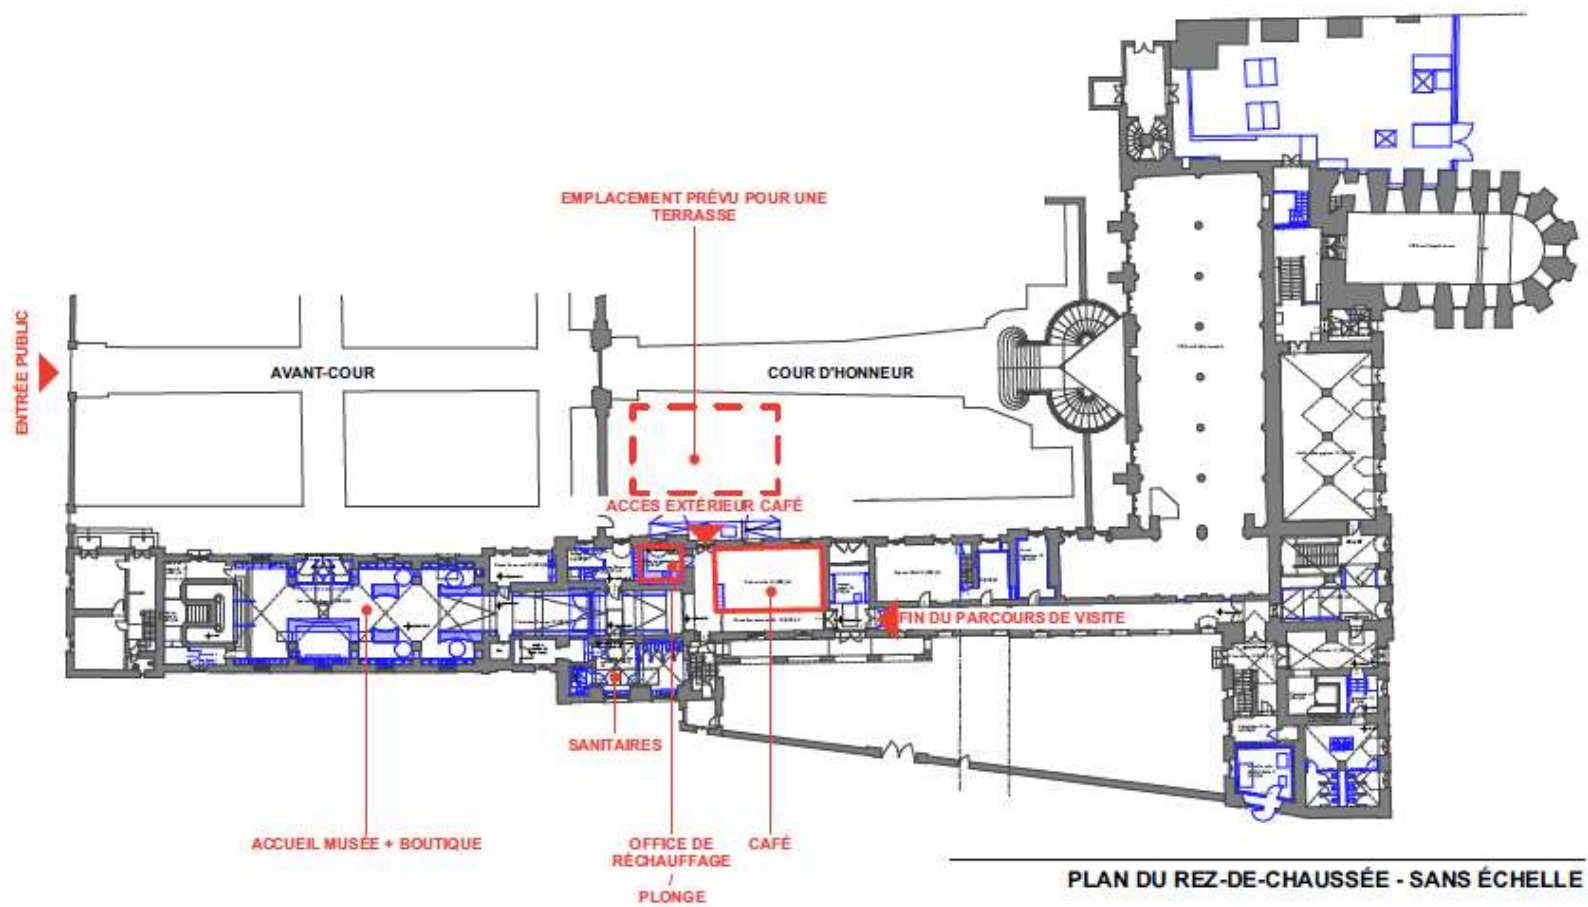 EMPLACEMENT PRÉVU POUR UNE
TERRASSE
ENTRÉE PUBLIC
AVANT-COUR
COUR D'HONNEUR
ACCES EXTÉRIEUR CAFÉ
FIN DU PARCOURS DE VISITE
SANITAIRES
ACCUEIL MUSÉE + BOUTIQUE
OFFICE DE
RÉCHAUFFAGE
/
PLONGE
CAFÉ
PLAN DU REZ-DE-CHAUSSÉE - SANS ÉCHELLE